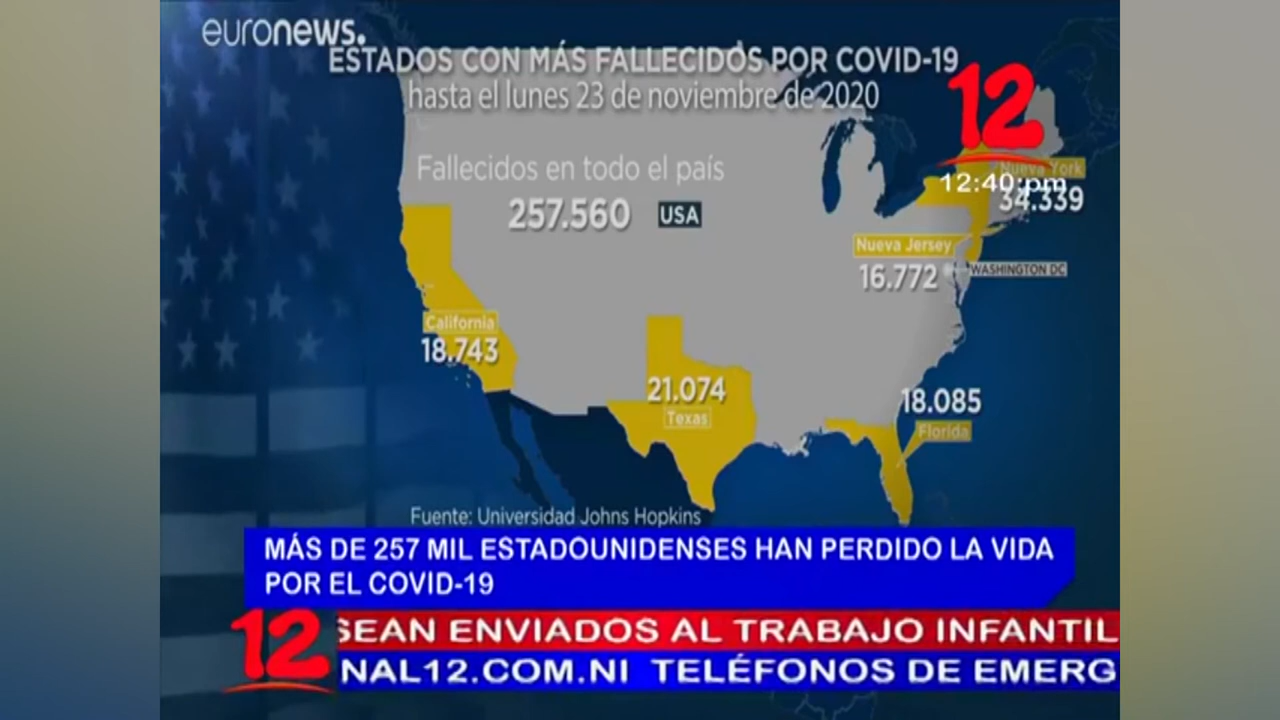 euronews.
ESTADOS CON MÁS FALLECIDOS POR COVID-19
hasta el lunes 23 de noviembre de 2020
12
Fallecidos en todo el país
Nueva York
12:40:pm
34.339
257.560 USA
Nueva Jersey
16.772
WASHINGTON DC
California
18.743
21.074
Texas
18.085
Florida
Fuente: Universidad Johns Hopkins
MÁS DE 257 MIL ESTADOUNIDENSES HAN PERDIDO LA VIDA
POR EL COVID-19
12
SEAN ENVIADOS AL TRABAJO INFANTIL
NAL12.COM.NI TELÉFONOS DE EMERG